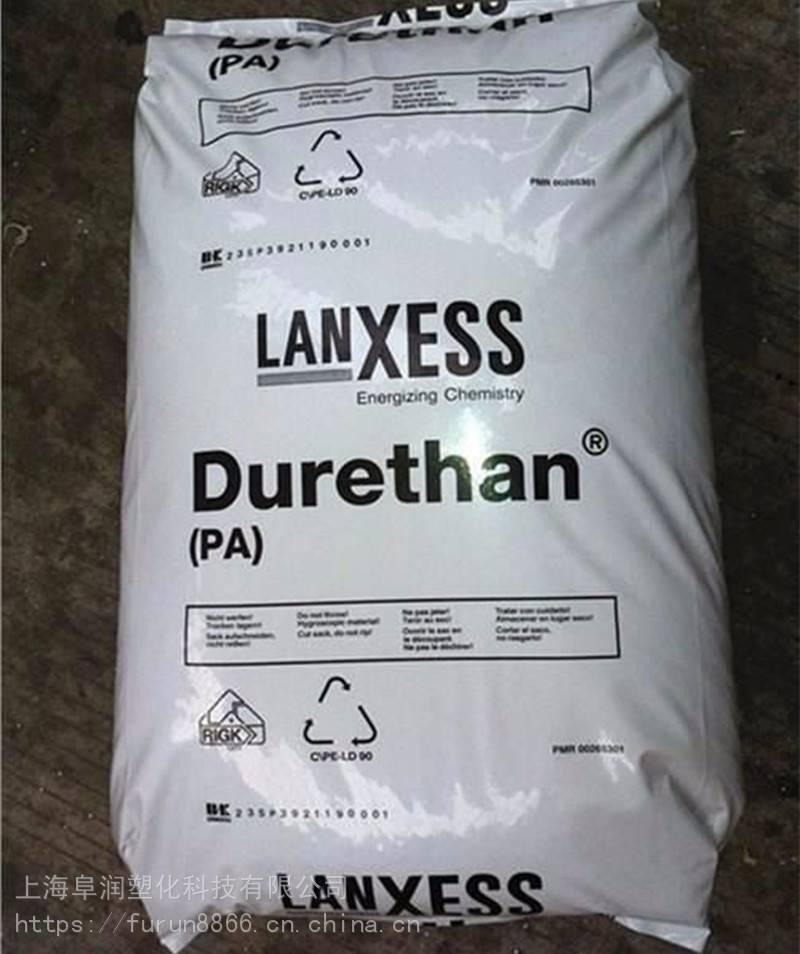 XESS
Durethan
(PA)
RIGK
C\PE-LD 90
PMR 00265301
BK 23SP3921190001
LANXESS
Energizing Chemistry
Durethan®
(PA)
Nicht werfen! Do not throw! Ne pas jeter! Tratar con cuidado!
Trocken lagern! Hygroscopic material! Tenir au sec! Almacenar en lugar seco!
Sack aufschneiden, Cut sack, do not rip! Ouvrir le sac en Cortar el saco,
nicht reißen! le découpant no rasgarlo!
Ne pas le déchirer!
RIGK
C\PE-LD 90
PMR 00265301
BK 23SP3921190001
LANXESS
上海阜润塑化科技有限公司
https://furun8866.cn.china.cn